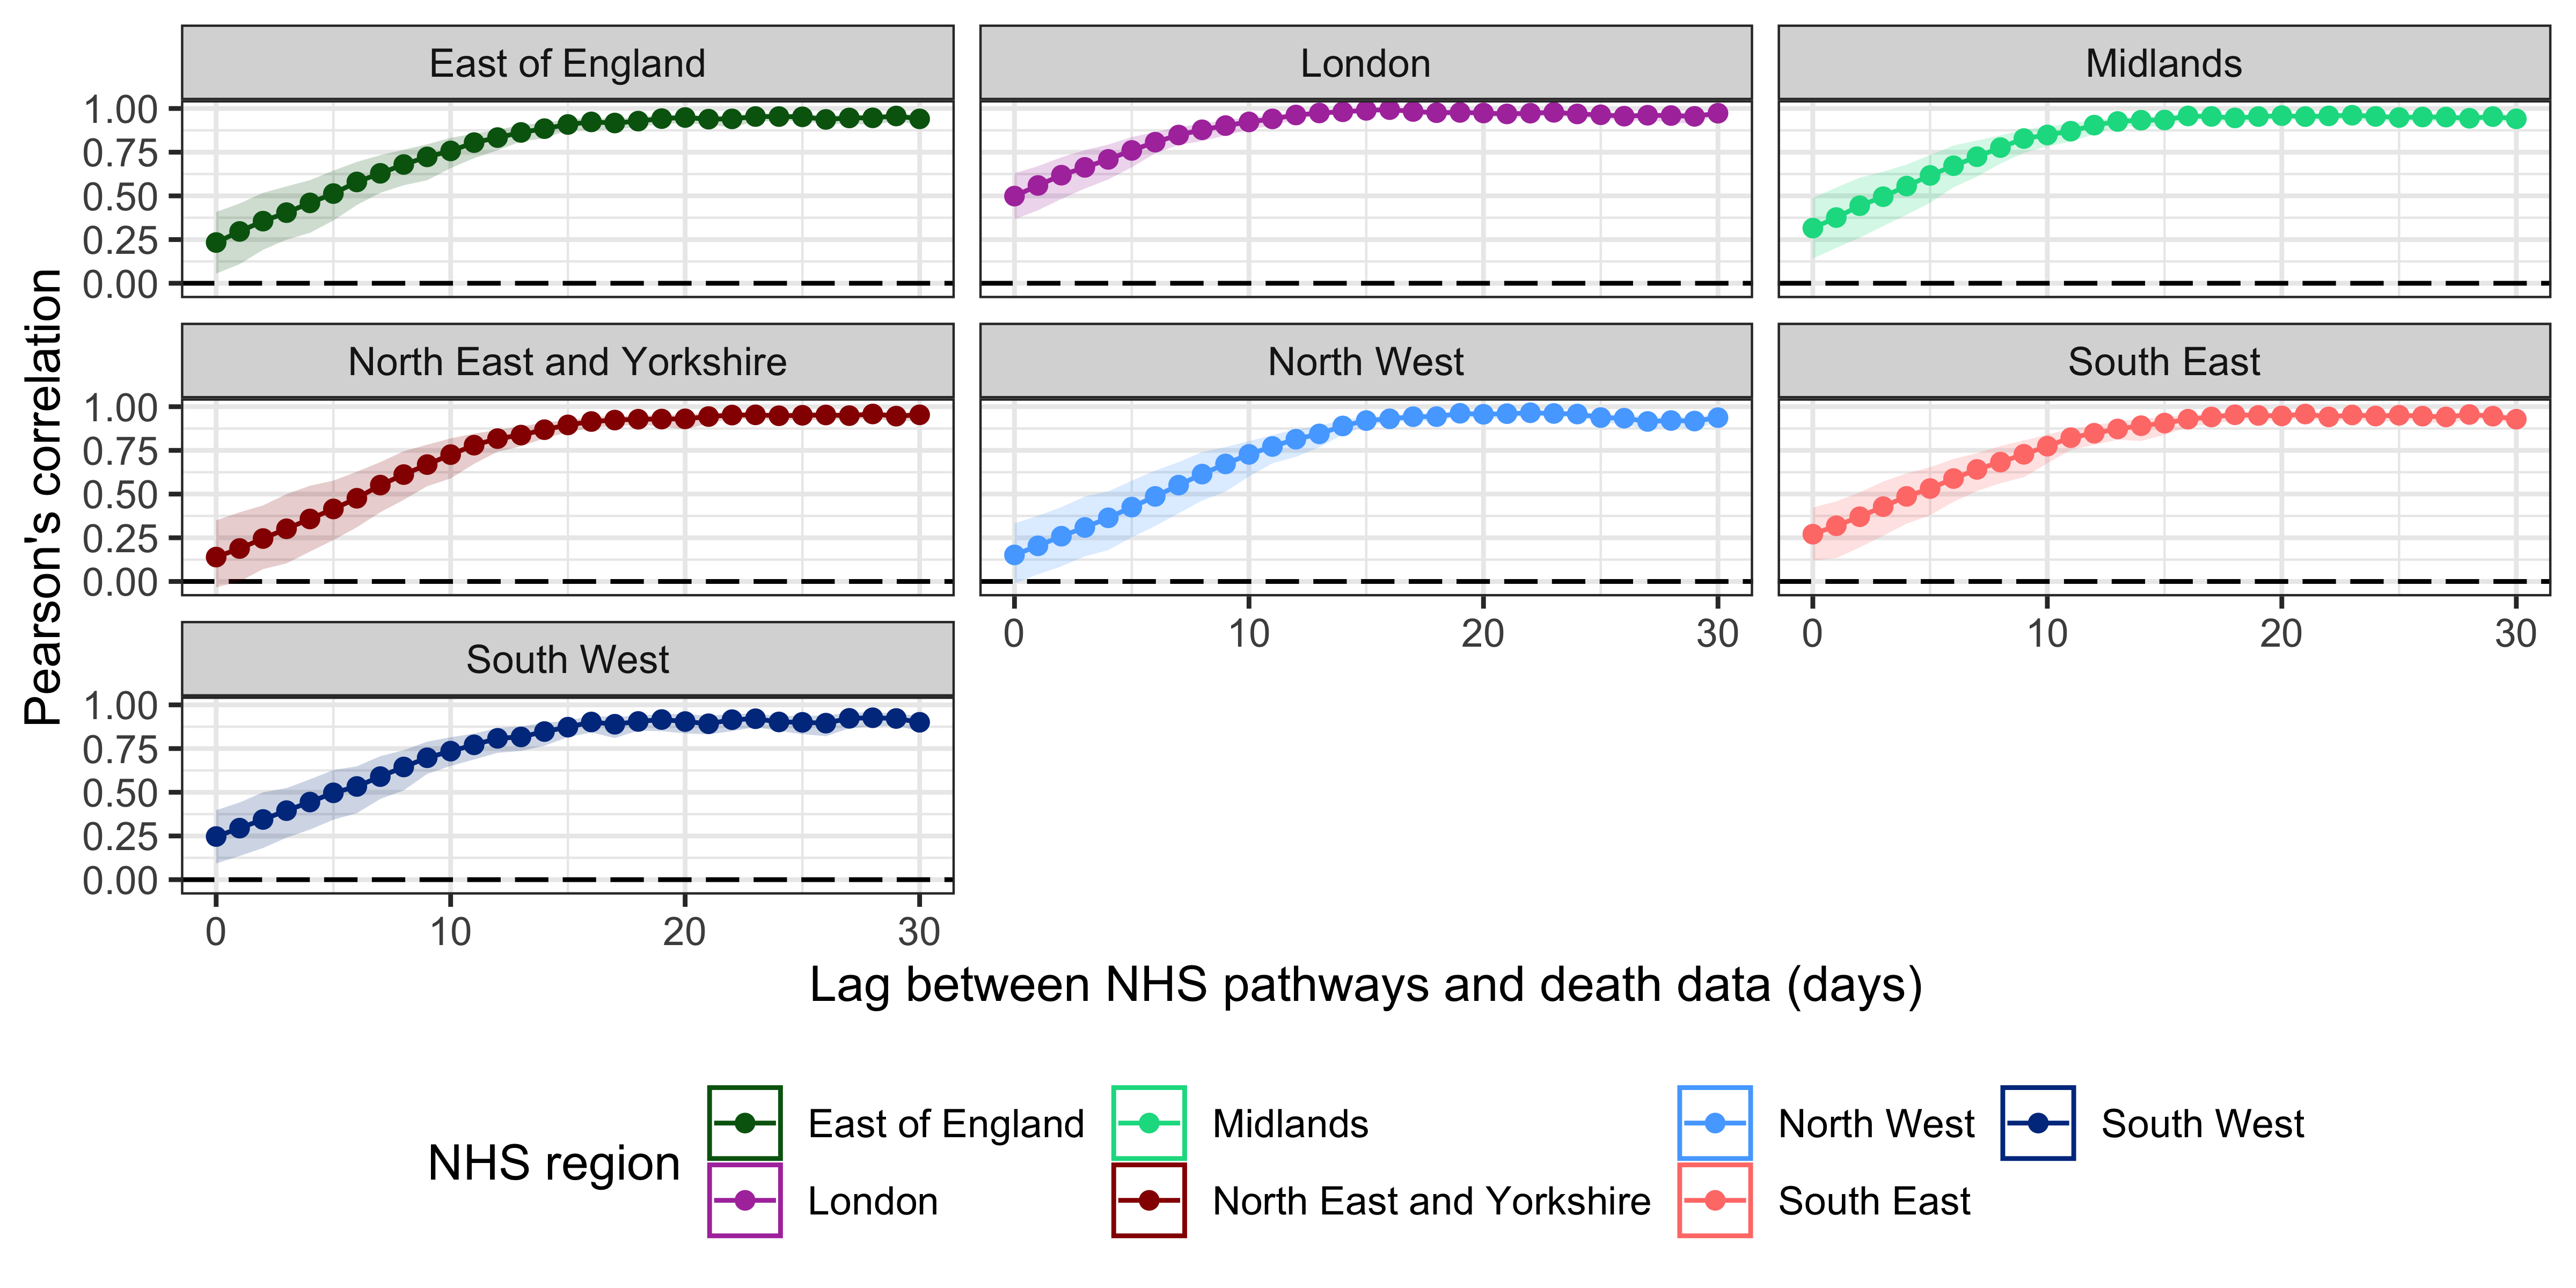 East of England
London
Midlands
1.00
0.75
0.50
0.25
0.00
North East and Yorkshire
North West
South East
1.00
0.75
0.50
0.25
0.00
0 10 20 30
0 10 20 30
South West
1.00
0.75
0.50
0.25
0.00
0 10 20 30
Pearson's correlation
Lag between NHS pathways and death data (days)
NHS region
East of England
London
Midlands
North East and Yorkshire
North West
South East
South West